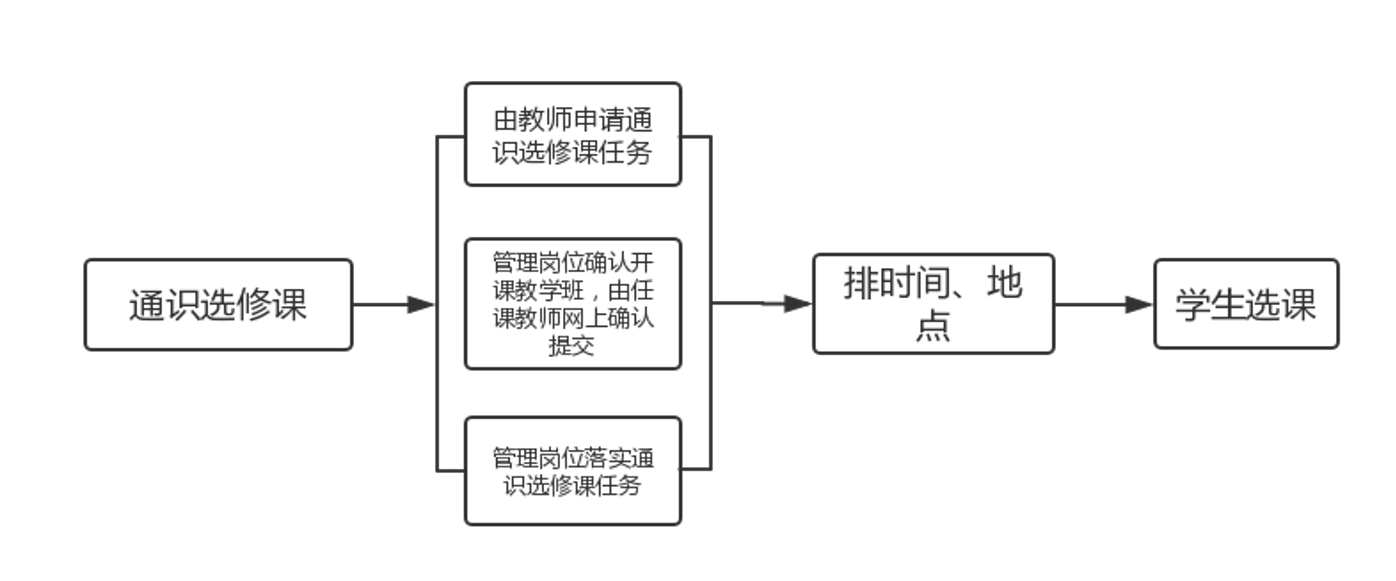 通识选修课
由教师申请通
识选修课任务
管理岗位确认开
课教学班，由任
课教师网上确认
提交
管理岗位落实通
识选修课任务
排时间、地
点
学生选课